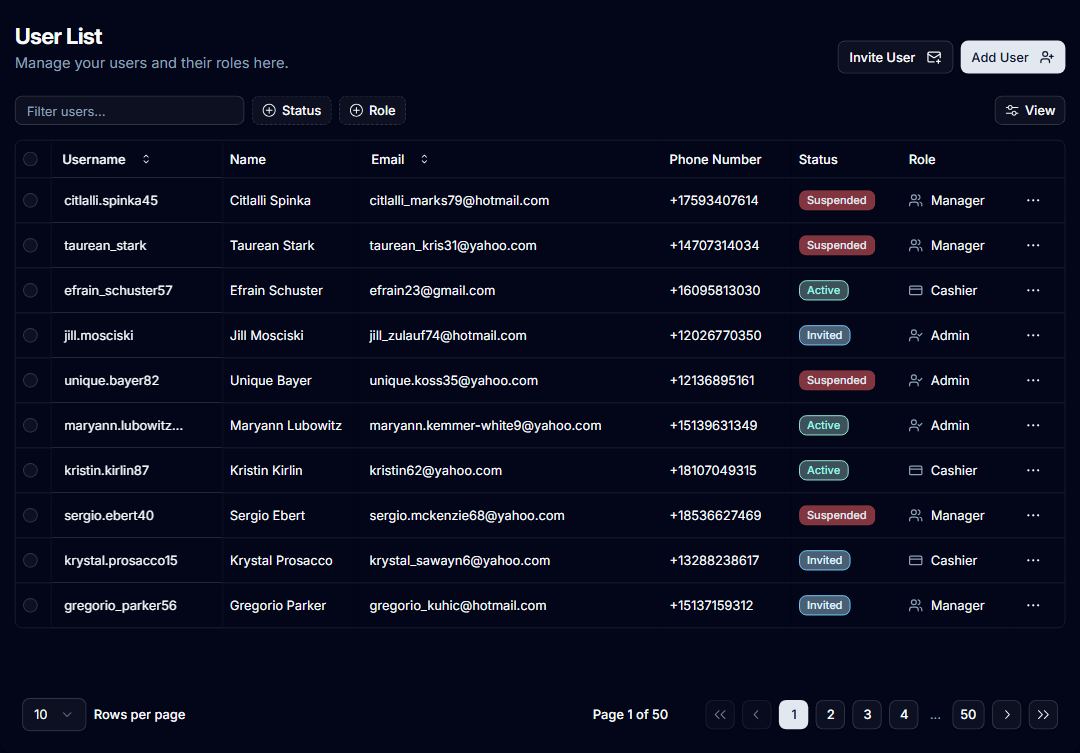 User List
Manage your users and their roles here.
Invite User
Add User
Filter users...
Status
Role
View
Username Name Email Phone Number Status Role
citlalli.spinka45 Citlalli Spinka citlalli_marks79@hotmail.com +17593407614 Suspended Manager
taurean_stark Taurean Stark taurean_kris31@yahoo.com +14707314034 Suspended Manager
efrain_schuster57 Efrain Schuster efrain23@gmail.com +16095813030 Active Cashier
jill.mosciski Jill Mosciski jill_zulauf74@hotmail.com +12026770350 Invited Admin
unique.bayer82 Unique Bayer unique.koss35@yahoo.com +12136895161 Suspended Admin
maryann.lubowitz... Maryann Lubowitz maryann.kemmer-white9@yahoo.com +15139631349 Active Admin
kristin.kirlin87 Kristin Kirlin kristin62@yahoo.com +18107049315 Active Cashier
sergio.ebert40 Sergio Ebert sergio.mckenzie68@yahoo.com +18536627469 Suspended Manager
krystal.prosacco15 Krystal Prosacco krystal_sawayn6@yahoo.com +13288238617 Invited Cashier
gregorio_parker56 Gregorio Parker gregorio_kuhic@hotmail.com +15137159312 Invited Manager
10 Rows per page Page 1 of 50 1 2 3 4 ... 50